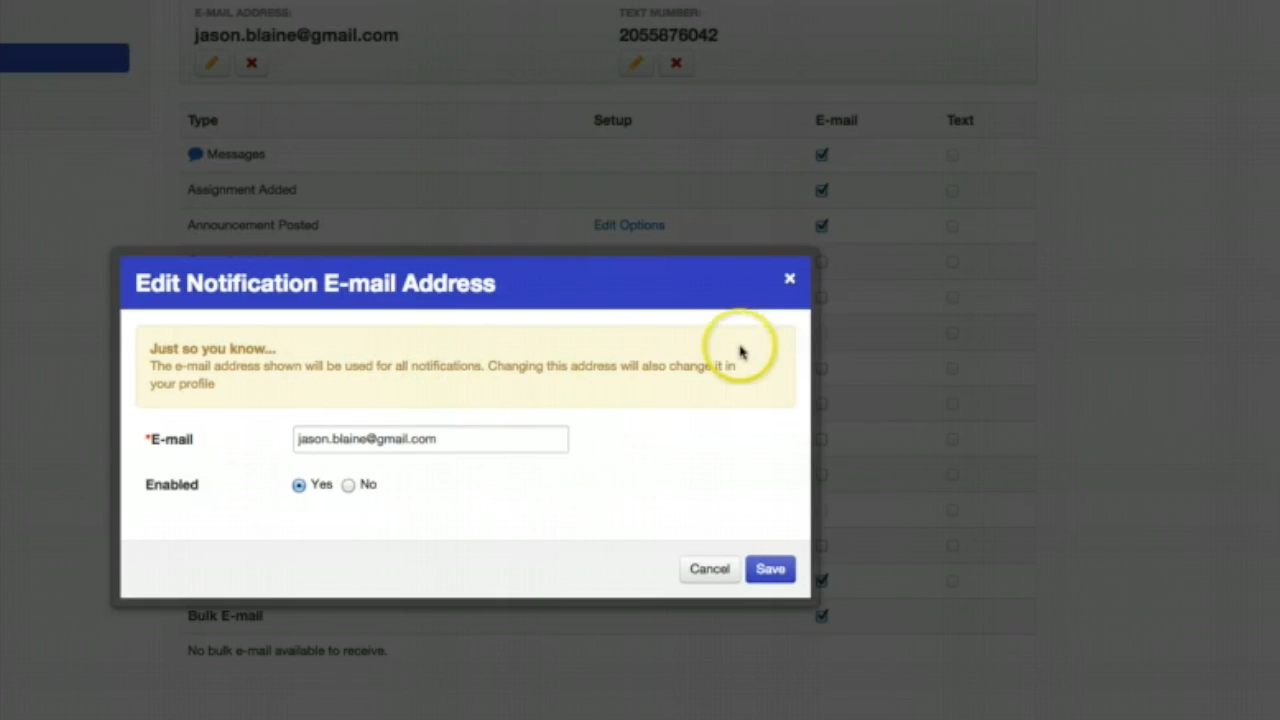 E-MAIL ADDRESS: TEXT NUMBER:
jason.blaine@gmail.com 2055876042
Type Setup E-mail Text
Messages
Assignment Added
Announcement Posted Edit Options
Edit Notification E-mail Address ×
Just so you know...
The e-mail address shown will be used for all notifications. Changing this address will also change it in
your profile
*E-mail jason.blaine@gmail.com
Enabled Yes No
Cancel Save
Bulk E-mail
No bulk e-mail available to receive.